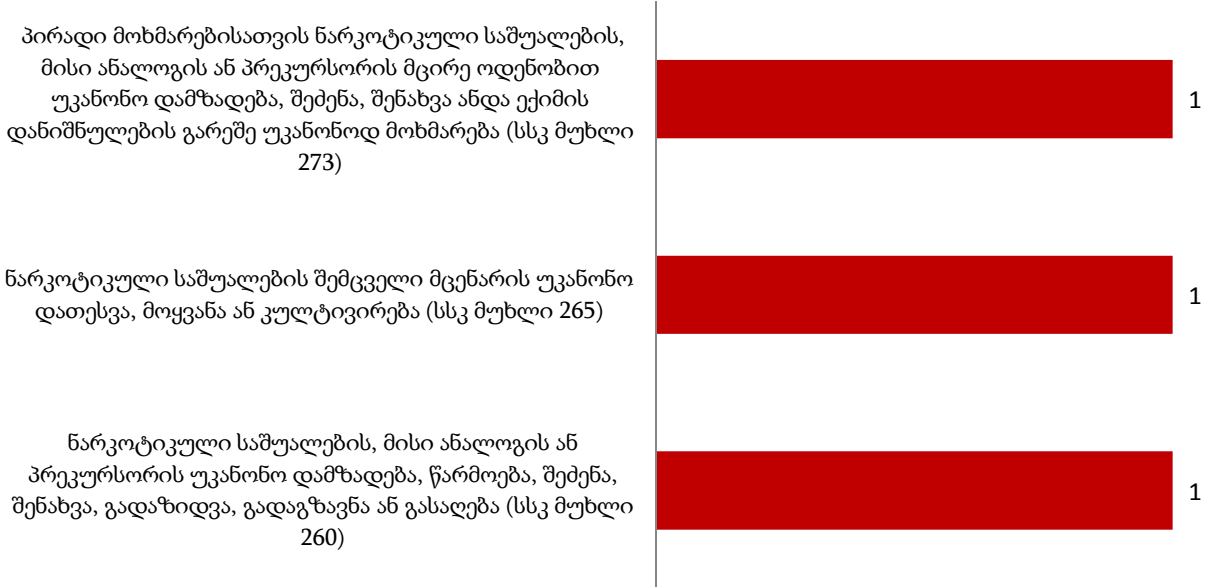 პირადი მოხმარებისათვის ნარკოტიკული საშუალების,
მისი ანალოგის ან პრეკურსორის მცირე ოდენობით
უკანონო დამზადება, შეძენა, შენახვა ანდა ექიმის
დანიშნულების გარეშე უკანონოდ მოხმარება (სსკ მუხლი
273)
1
ნარკოტიკული საშუალების შემცველი მცენარის უკანონო
დათესვა, მოყვანა ან კულტივირება (სსკ მუხლი 265)
1
ნარკოტიკული საშუალების, მისი ანალოგის ან
პრეკურსორის უკანონო დამზადება, წარმოება, შეძენა,
შენახვა, გადაზიდვა, გადაგზავნა ან გასაღება (სსკ მუხლი
260)
1